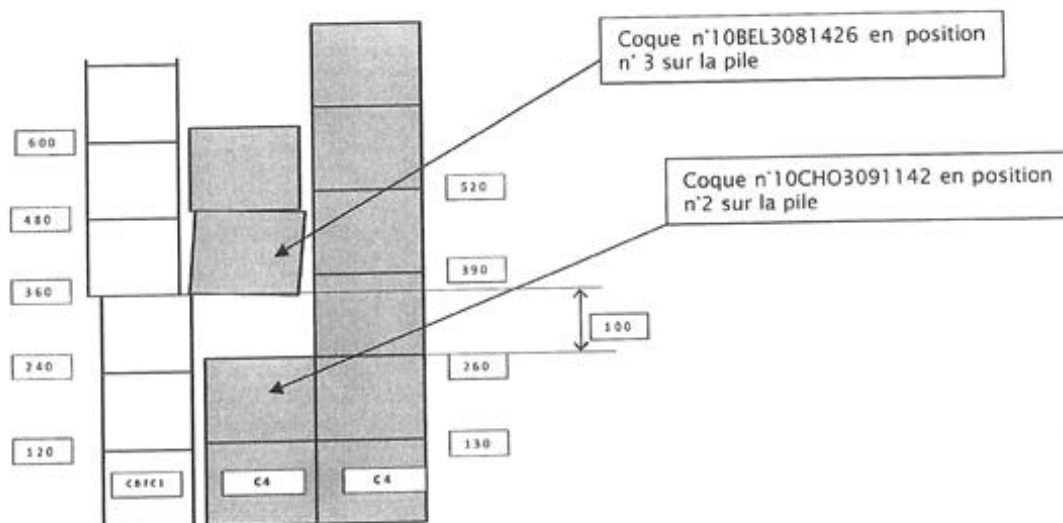 Coque n°10BEL3081426 en position
n° 3 sur la pile
600
Coque n°10CHO3091142 en position
n°2 sur la pile
520
480
390
360
100
240
260
130
120
C4
C4